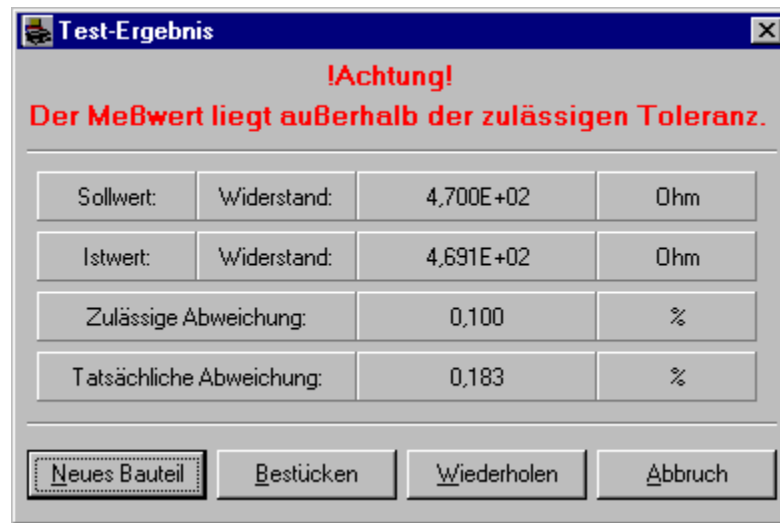 Test-Ergebnis
!Achtung!
Der Meßwert liegt außerhalb der zulässigen Toleranz.
Sollwert: Widerstand: 4,700E+02 Ohm
Istwert: Widerstand: 4,691E+02 Ohm
Zulässige Abweichung: 0,100 %
Tatsächliche Abweichung: 0,183 %
Neues Bauteil Bestücken Wiederholen Abbruch